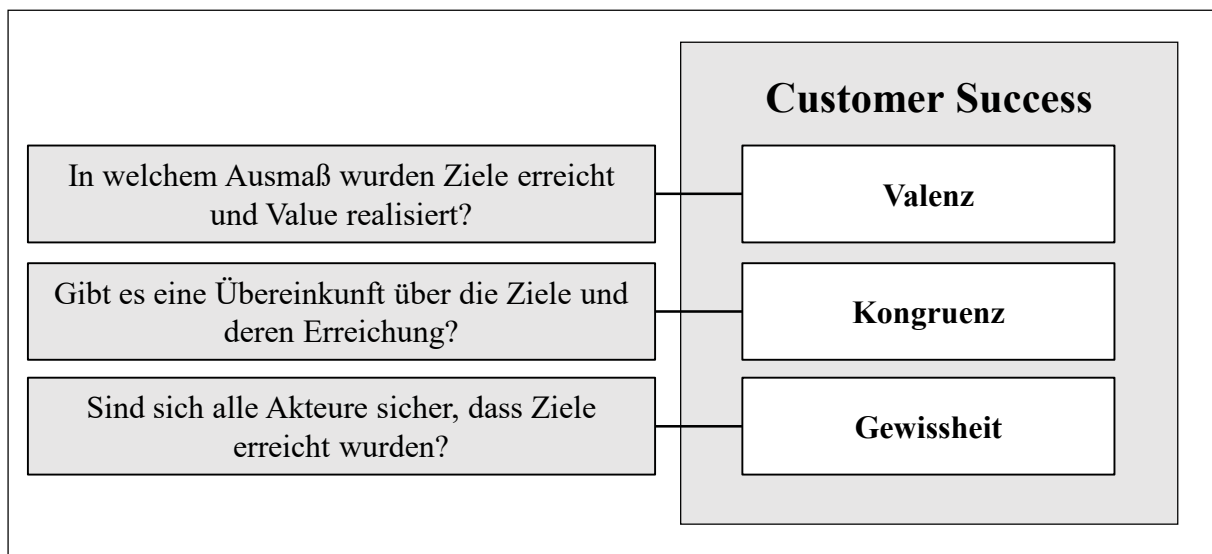 Customer Success
In welchem Ausmaß wurden Ziele erreicht
und Value realisiert?
Valenz
Gibt es eine Übereinkunft über die Ziele und
deren Erreichung?
Kongruenz
Sind sich alle Akteure sicher, dass Ziele
erreicht wurden?
Gewissheit